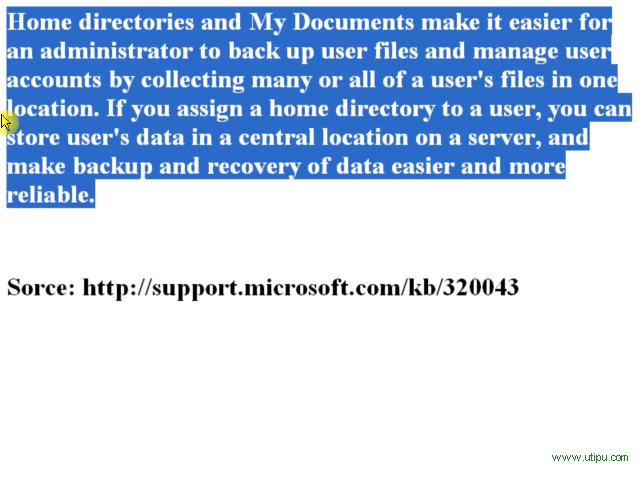 Home directories and My Documents make it easier for
an administrator to back up user files and manage user
accounts by collecting many or all of a user's files in one
location. If you assign a home directory to a user, you can
store user's data in a central location on a server, and
make backup and recovery of data easier and more
reliable.
Sorce: http://support.microsoft.com/kb/320043
www.utipu.com